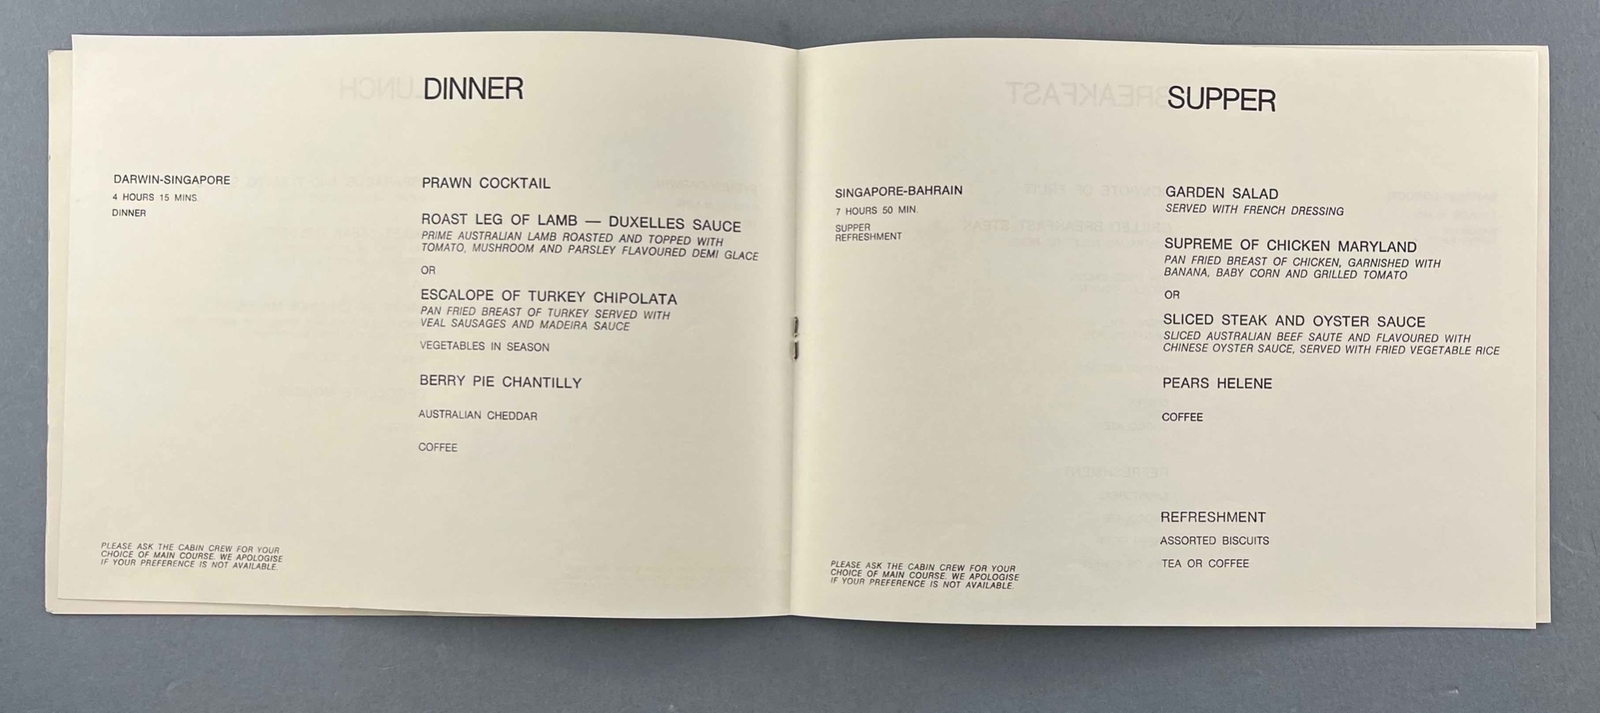 DINNER
DARWIN-SINGAPORE
4 HOURS 15 MINS.
DINNER
PRAWN COCKTAIL
ROAST LEG OF LAMB — DUXELLES SAUCE
PRIME AUSTRALIAN LAMB ROASTED AND TOPPED WITH
TOMATO, MUSHROOM AND PARSLEY FLAVOURED DEMI GLACE
OR
ESCALOPE OF TURKEY CHIPOLATA
PAN FRIED BREAST OF TURKEY SERVED WITH
VEAL SAUSAGES AND MADEIRA SAUCE
VEGETABLES IN SEASON
BERRY PIE CHANTILLY
AUSTRALIAN CHEDDAR
COFFEE
PLEASE ASK THE CABIN CREW FOR YOUR
CHOICE OF MAIN COURSE. WE APOLOGISE
IF YOUR PREFERENCE IS NOT AVAILABLE.
SUPPER
SINGAPORE-BAHRAIN
7 HOURS 50 MIN.
SUPPER
REFRESHMENT
GARDEN SALAD
SERVED WITH FRENCH DRESSING
SUPREME OF CHICKEN MARYLAND
PAN FRIED BREAST OF CHICKEN, GARNISHED WITH
BANANA, BABY CORN AND GRILLED TOMATO
OR
SLICED STEAK AND OYSTER SAUCE
SLICED AUSTRALIAN BEEF SAUTE AND FLAVOURED WITH
CHINESE OYSTER SAUCE, SERVED WITH FRIED VEGETABLE RICE
PEARS HELENE
COFFEE
REFRESHMENT
ASSORTED BISCUITS
TEA OR COFFEE
PLEASE ASK THE CABIN CREW FOR YOUR
CHOICE OF MAIN COURSE. WE APOLOGISE
IF YOUR PREFERENCE IS NOT AVAILABLE.